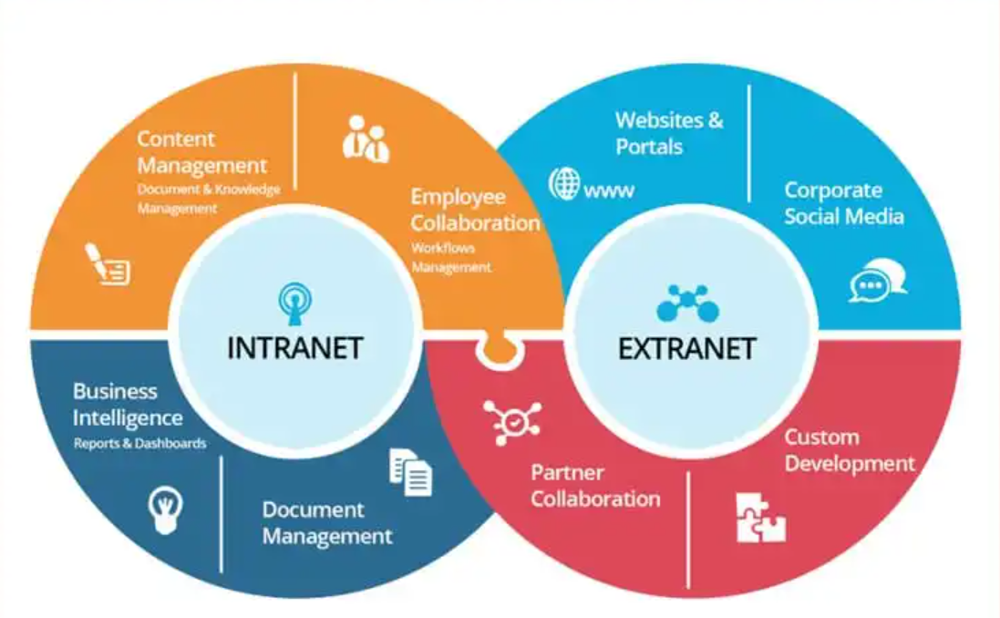 Content
Management
Document & Knowledge
Management
Employee
Collaboration
Workflows
Management
INTRANET
Business
Intelligence
Reports & Dashboards
Document
Management
Websites &
Portals
www
Corporate
Social Media
EXTRANET
Partner
Collaboration
Custom
Development